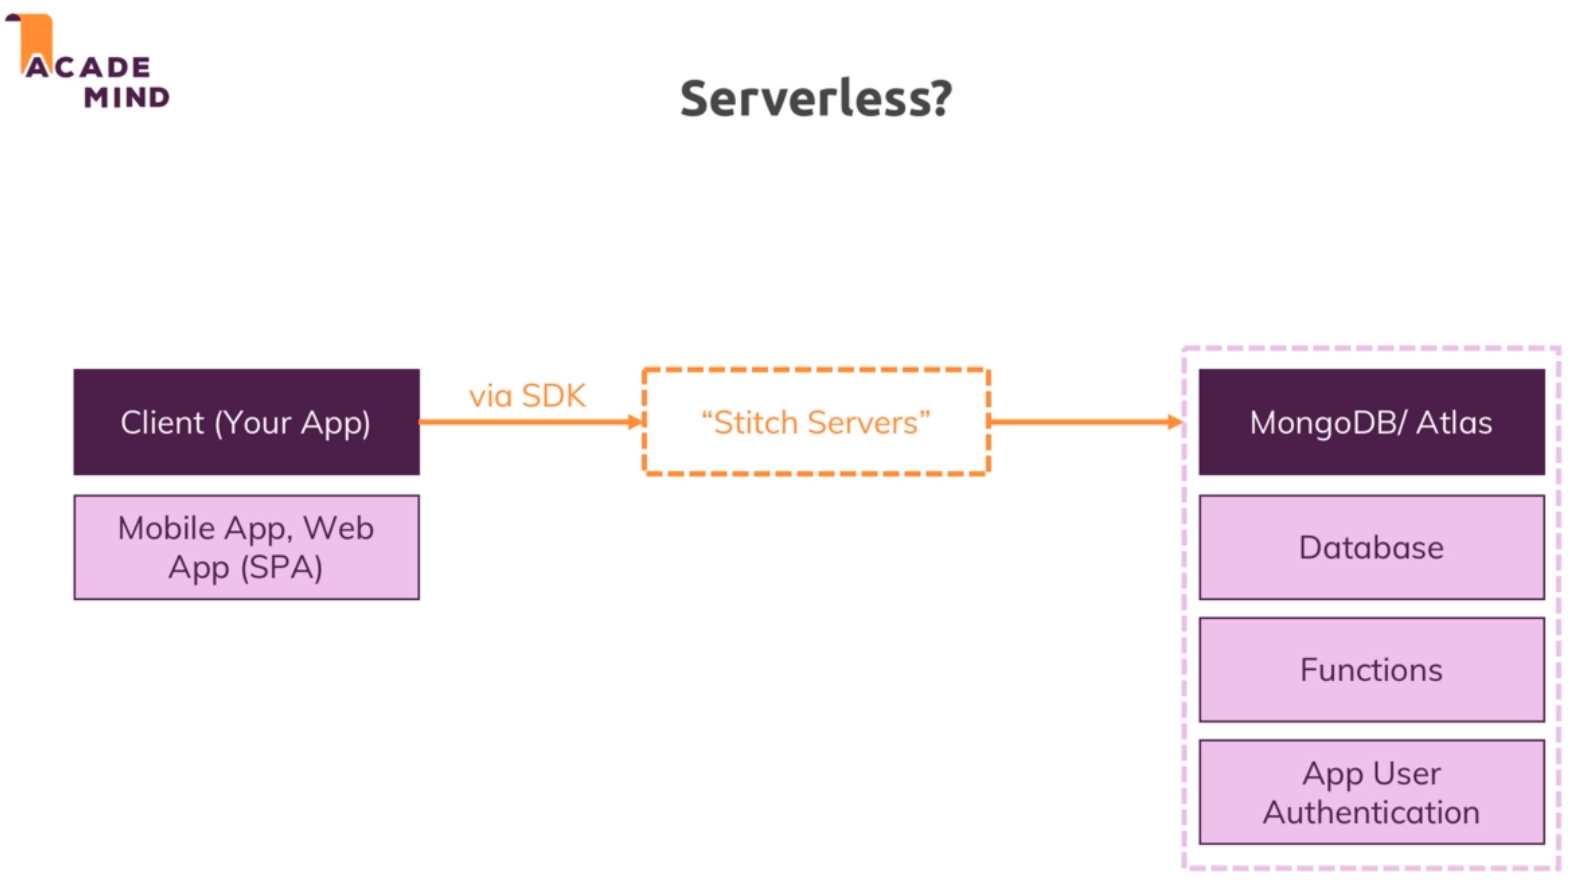 ACADE
MIND
Serverless?
Client (Your App)
via SDK
“Stitch Servers”
MongoDB/ Atlas
Mobile App, Web
App (SPA)
Database
Functions
App User
Authentication